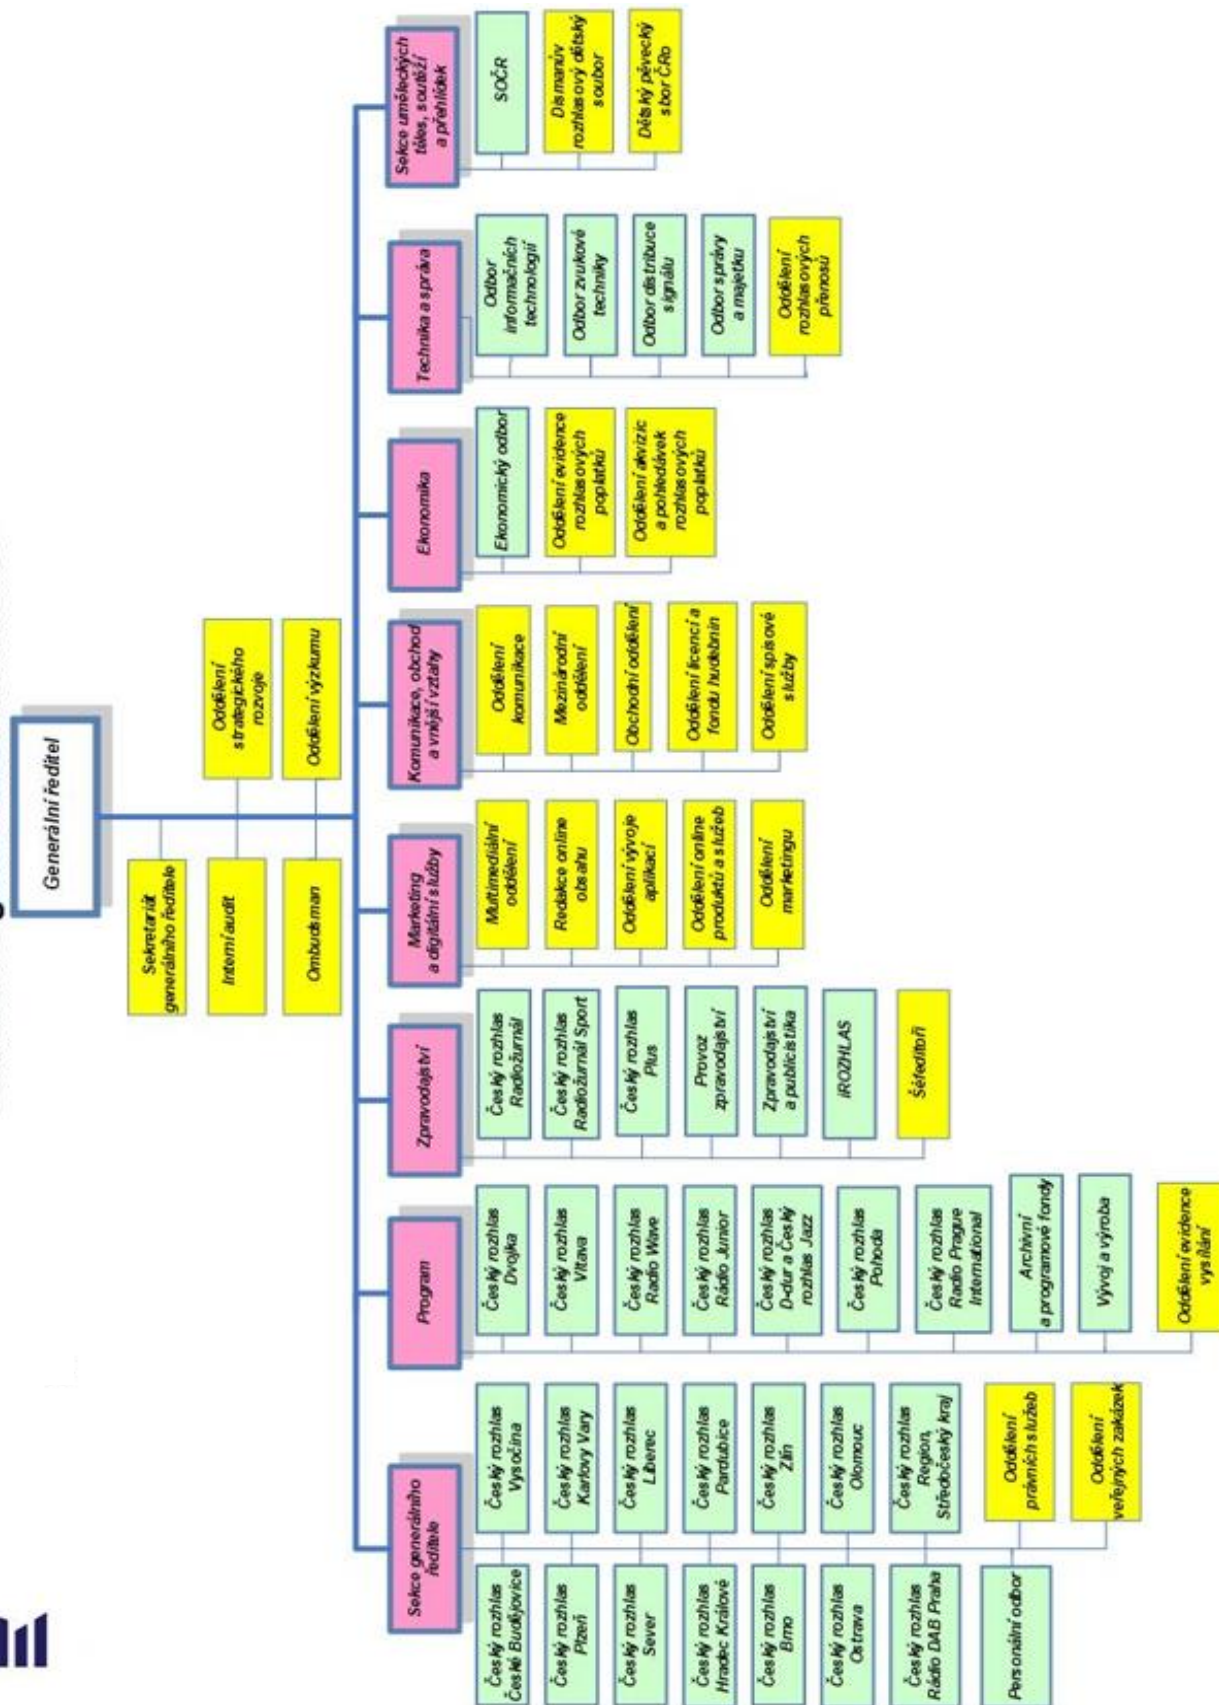 Generální ředitel
Sekretariát
generálního ředitele
Interní audit
Oddělení
strategického
rozvoje
Ombudsman
Oddělení výzkumu
Sekce generálního
ředitele
Český rozhlas
České Budějovice
Český rozhlas
Vysočina
Český rozhlas
Plzeň
Český rozhlas
Karlovy Vary
Český rozhlas
Sever
Český rozhlas
Liberec
Český rozhlas
Hradec Králové
Český rozhlas
Pardubice
Český rozhlas
Brno
Český rozhlas
Zlín
Český rozhlas
Ostrava
Český rozhlas
Olomouc
Český rozhlas
Rádio DAB Praha
Český rozhlas
Region,
Středočeský kraj
Personální odbor
Oddělení
právních služeb
Oddělení
veřejných zakázek
Program
Český rozhlas
Dvojka
Český rozhlas
Vltava
Český rozhlas
Radio Wave
Český rozhlas
Rádio Junior
Český rozhlas
D-dur a Český
rozhlas Jazz
Český rozhlas
Pohoda
Český rozhlas
Radio Prague
International
Archivní
a programové fondy
Vývoj a výroba
Oddělení evidence
vysílání
Zpravodajství
Český rozhlas
Radiožurnál
Český rozhlas
Radiožurnál Sport
Český rozhlas
Plus
Provoz
zpravodajství
Zpravodajství
a publicistika
iROZHLAS
Šéfeditoři
Marketing
a digitální služby
Multimediální
oddělení
Redakce online
obsahu
Oddělení vývoje
aplikací
Oddělení online
produktů a služeb
Oddělení
marketingu
Komunikace, obchod
a vnější vztahy
Oddělení
komunikace
Mezinárodní
oddělení
Obchodní oddělení
Oddělení licencí a
fondu hudebnin
Oddělení spisové
služby
Ekonomika
Ekonomický odbor
Oddělení evidence
rozhlasových
poplatků
Oddělení akvizic
a pohledávek
rozhlasových
poplatků
Technika a správa
Odbor
informačních
technologií
Odbor zvukové
techniky
Odbor distribuce
signálu
Odbor správy
a majetku
Oddělení
rozhlasových
přenosů
Sekce uměleckých
těles, soutěží
a přehlídek
SOČR
Dismanův
rozhlasový dětský
soubor
Dětský pěvecký
sbor ČRo